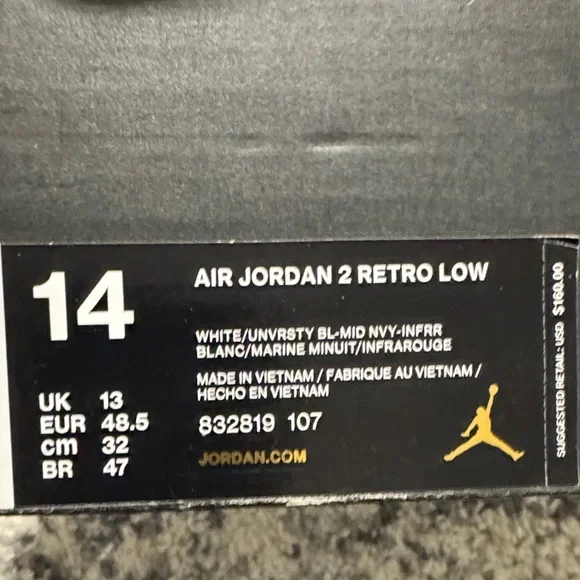 14
AIR JORDAN 2 RETRO LOW
WHITE/UNVRSTY BL-MID NVY-INFRR
BLANC/MARINE MINUIT/INFRAROUGE
MADE IN VIETNAM / FABRIQUE AU VIETNAM /
HECHO EN VIETNAM
832819 107
JORDAN.COM
UK 13
EUR 48.5
cm 32
BR 47
SUGGESTED RETAIL: USD $160.00